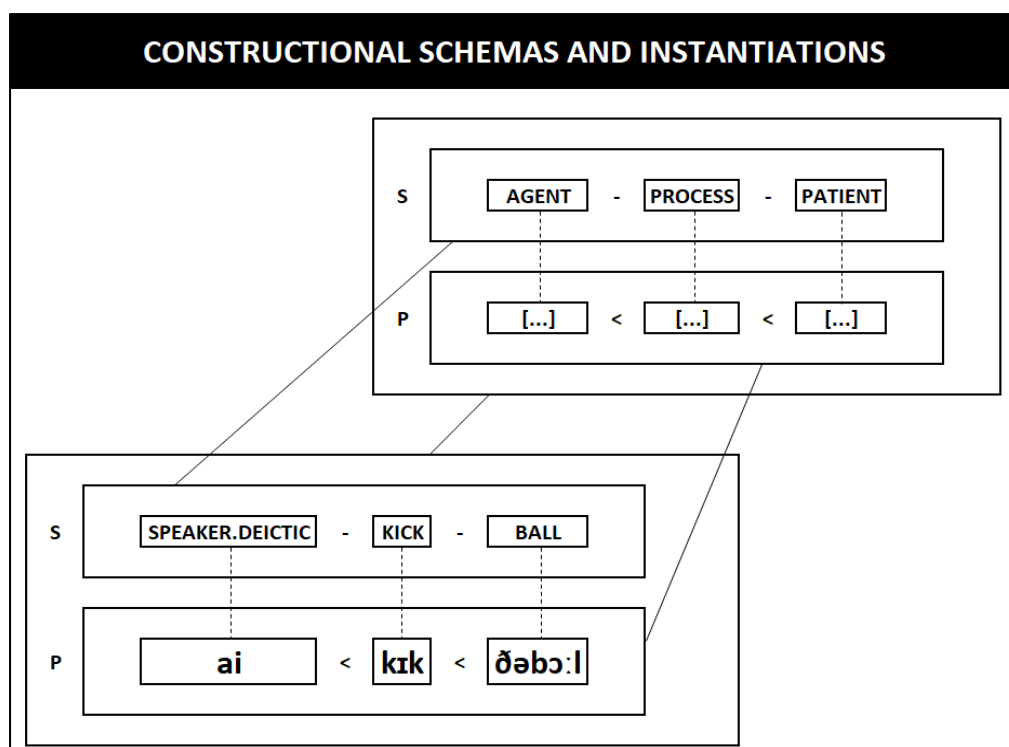 CONSTRUCTIONAL SCHEMAS AND INSTANTIATIONS
S AGENT - PROCESS - PATIENT
P [...] < [...] < [...]
S SPEAKER.DEICTIC - KICK - BALL
P ai < kɪk < ðəbɔːl